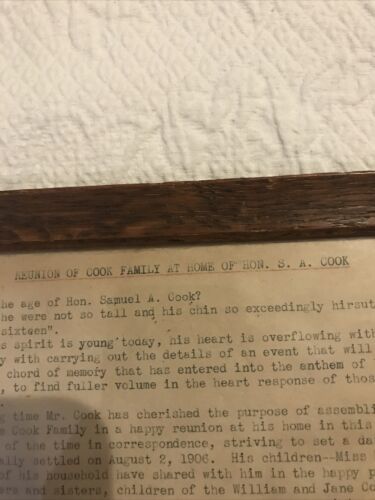 REUNION OF COOK FAMILY AT HOME OF HON. S. A. COOK
he age of Hon. Samuel A. Cook?
he were not so tall and his chin so exceedingly hirsut
sixteen".
s spirit is young today, his heart is overflowing with
y with carrying out the details of an event that will
chord of memory that has entered into the anthem of
, to find fuller volume in the heart response of thos
g time Mr. Cook has cherished the purpose of assembli
e Cook Family in a happy reunion at his home in this
of the time in correspondence, striving to set a da
ally settled on August 2, 1906. His children--Miss
of his household have shared with him in the happy p
ers and sisters, children of the William and Jane Co